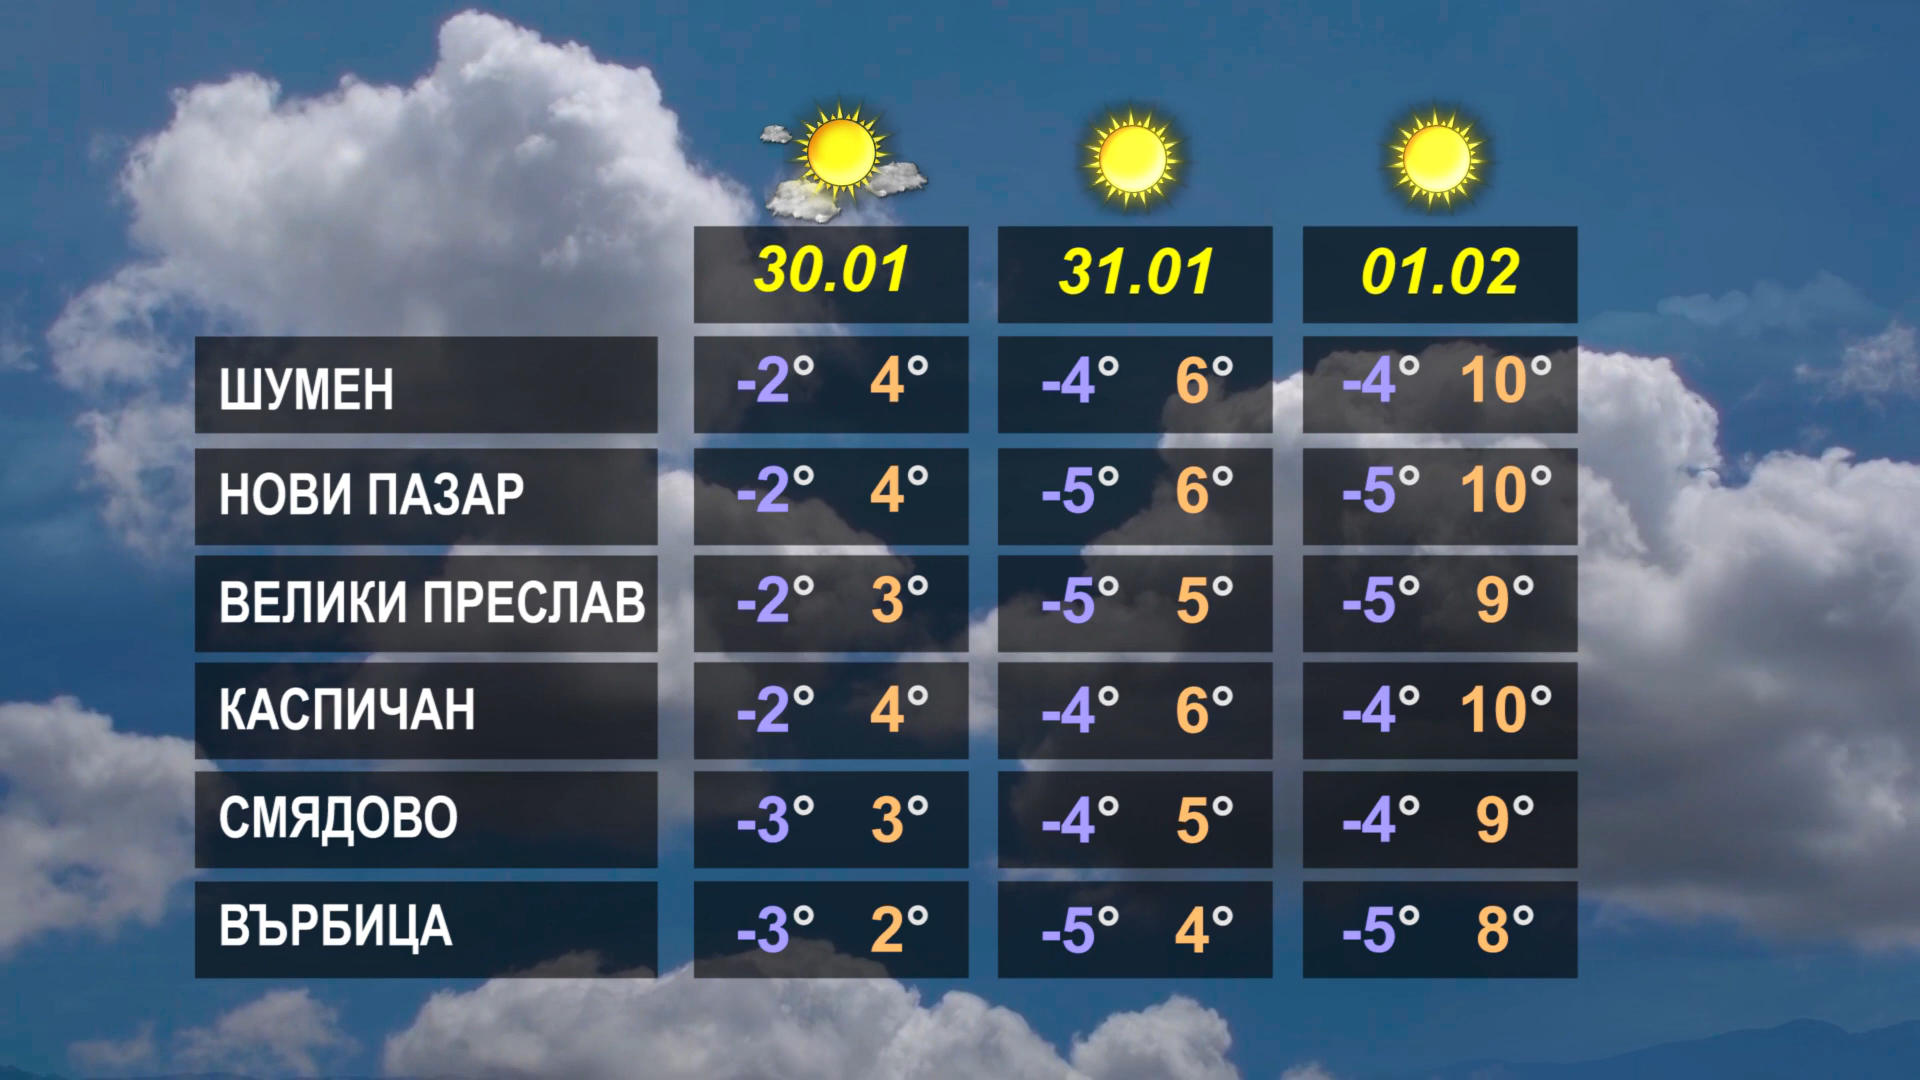 30.01 31.01 01.02
ШУМЕН -2° 4° -4° 6° -4° 10°
НОВИ ПАЗАР -2° 4° -5° 6° -5° 10°
ВЕЛИКИ ПРЕСЛАВ -2° 3° -5° 5° -5° 9°
КАСПИЧАН -2° 4° -4° 6° -4° 10°
СМЯДОВО -3° 3° -4° 5° -4° 9°
ВЪРБИЦА -3° 2° -5° 4° -5° 8°